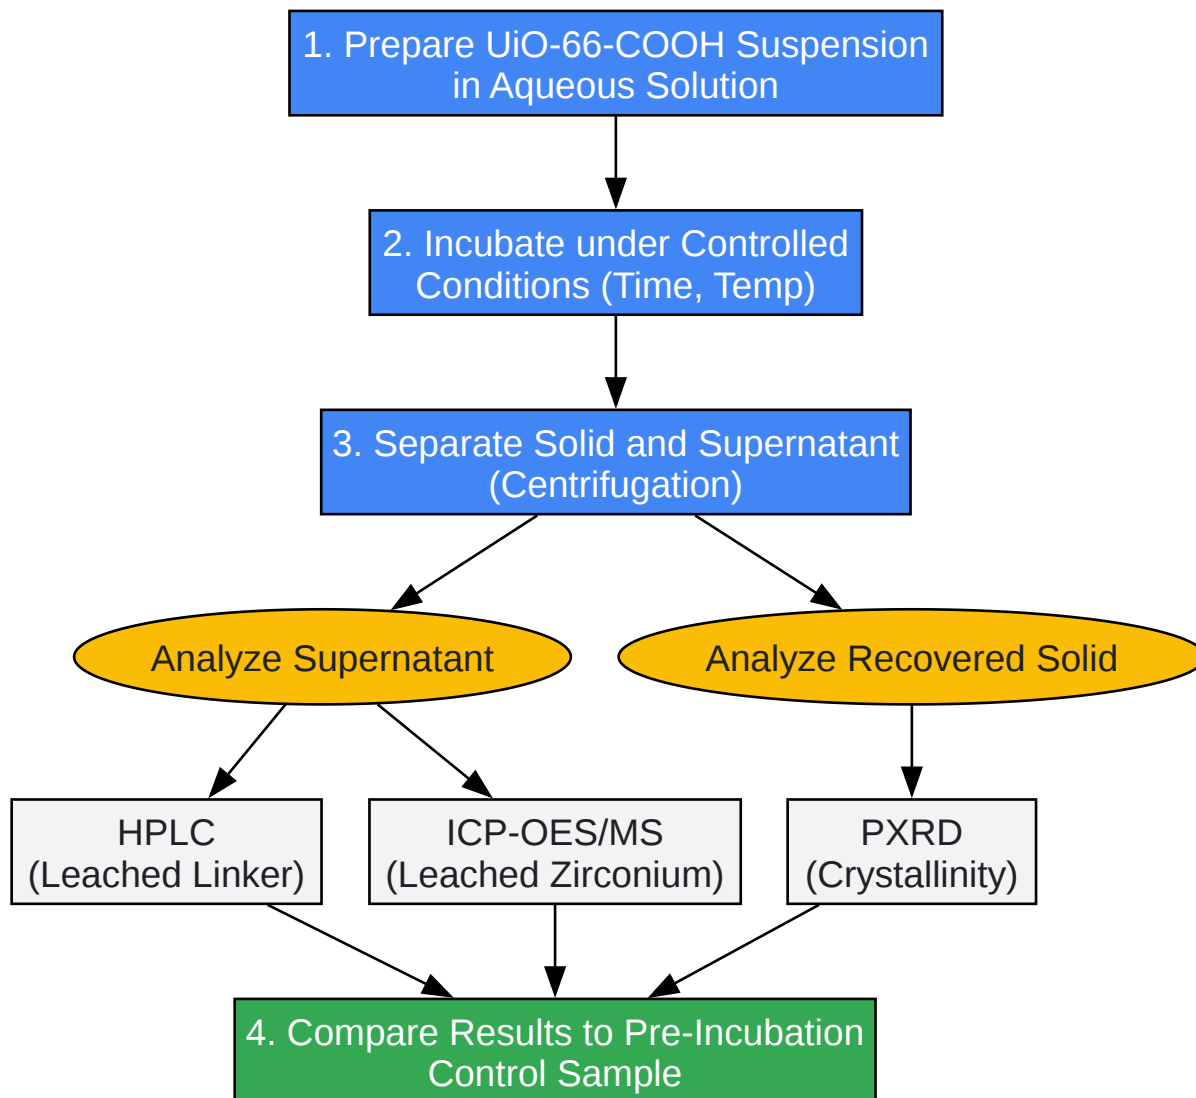 1. Prepare UiO-66-COOH Suspension
in Aqueous Solution
2. Incubate under Controlled
Conditions (Time, Temp)
3. Separate Solid and Supernatant
(Centrifugation)
Analyze Supernatant
Analyze Recovered Solid
HPLC
(Leached Linker)
ICP-OES/MS
(Leached Zirconium)
PXRD
(Crystallinity)
4. Compare Results to Pre-Incubation
Control Sample